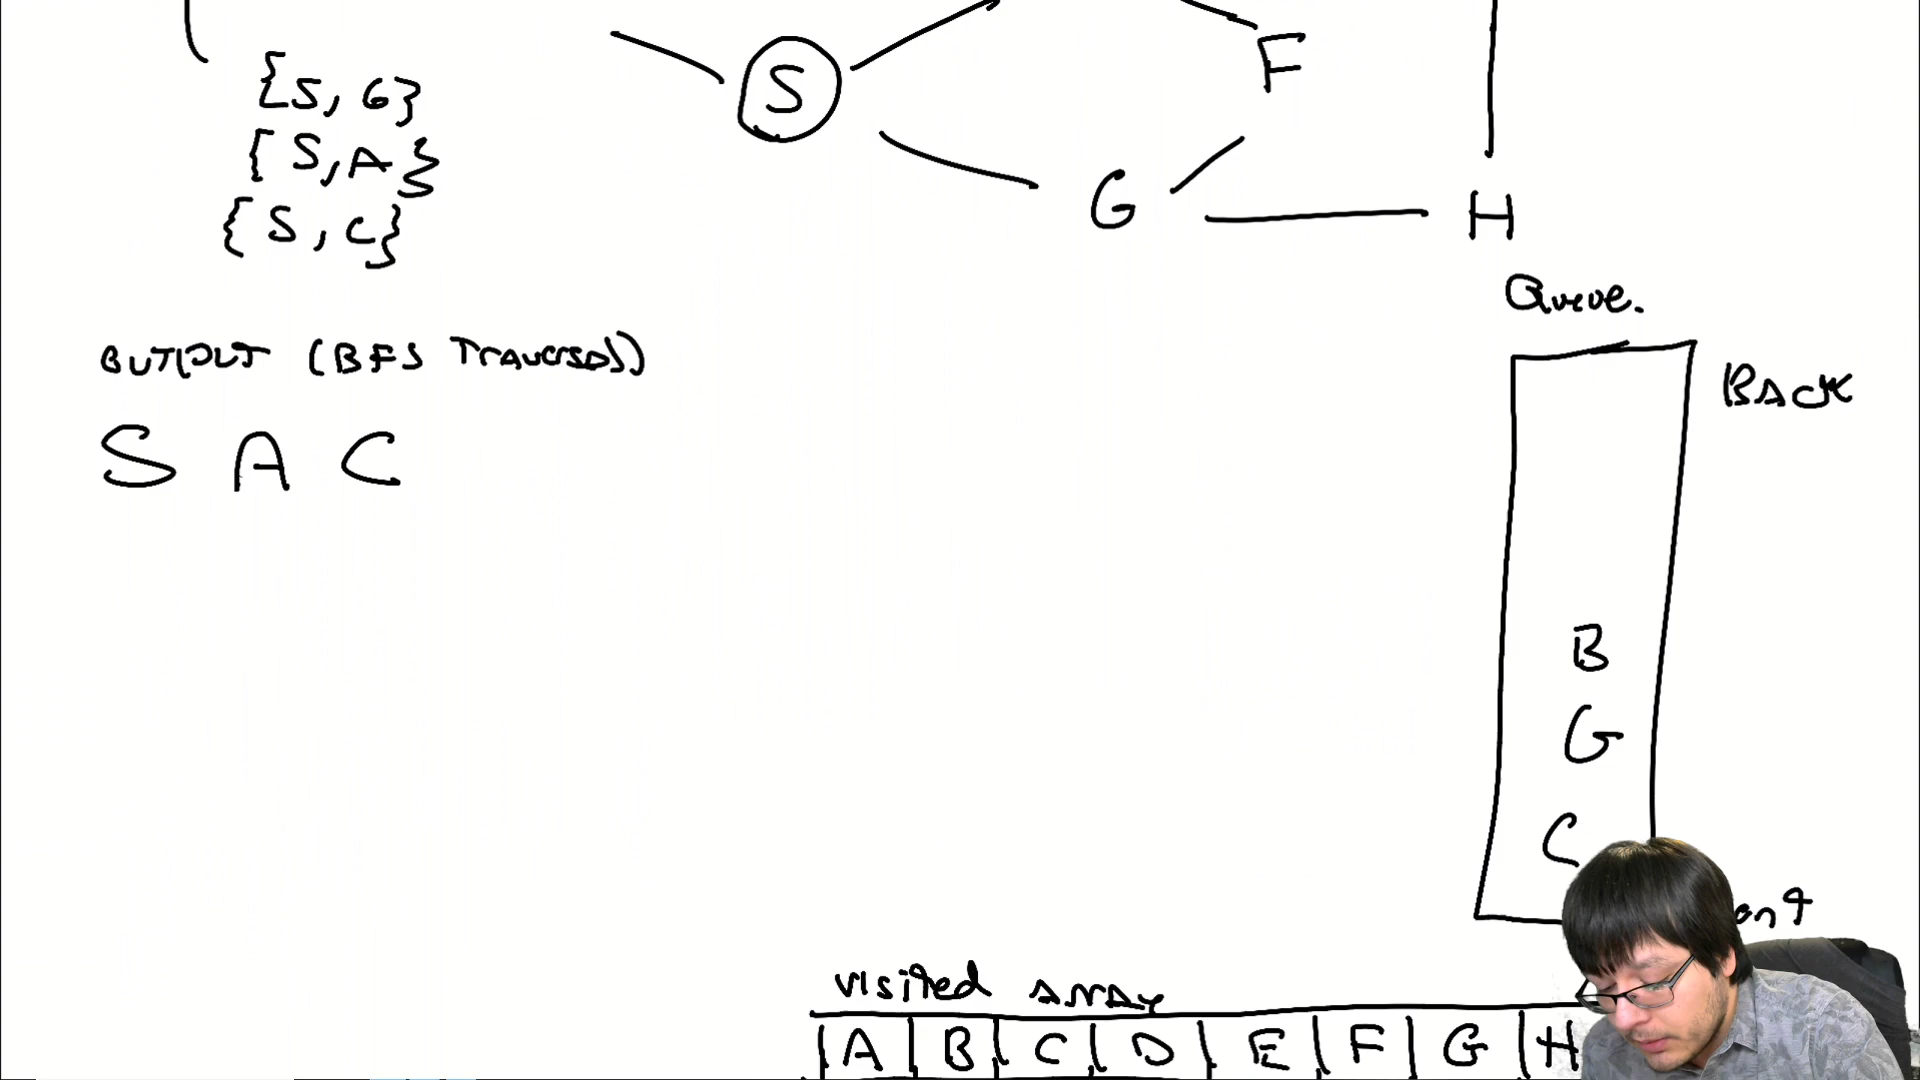 S
F
{S, G}
{S, A}
{S, C}
G
H
Queue.
OUTPUT (BFS Traversal)
Back
S A C
B
G
C
visited array
A B C D E F G H